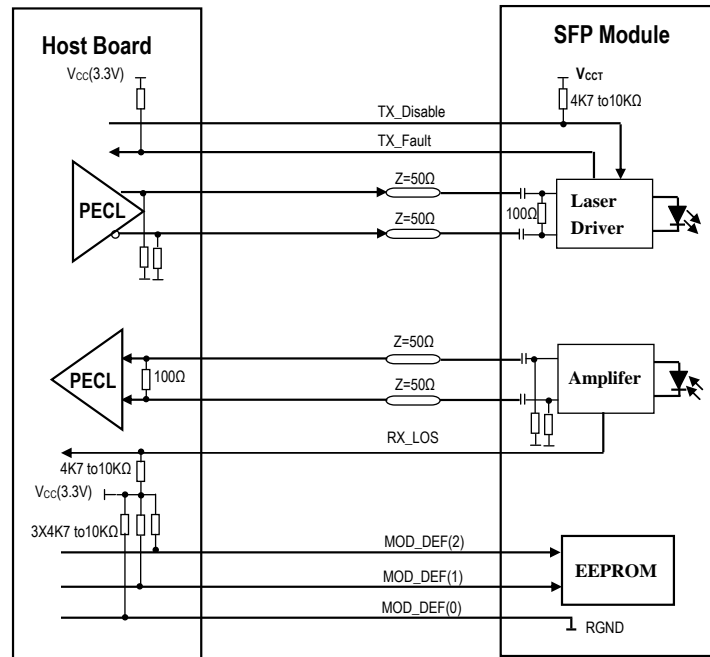 Host Board
SFP Module
VCC(3.3V)
VCCT
4K7 to10KΩ
TX_Disable
TX_Fault
PECL
Z=50Ω
Z=50Ω
100Ω
Laser
Driver
PECL
100Ω
Z=50Ω
Z=50Ω
Amplifer
RX_LOS
4K7 to10KΩ
VCC(3.3V)
3X4K7 to10KΩ
MOD_DEF(2)
MOD_DEF(1)
EEPROM
MOD_DEF(0)
RGND